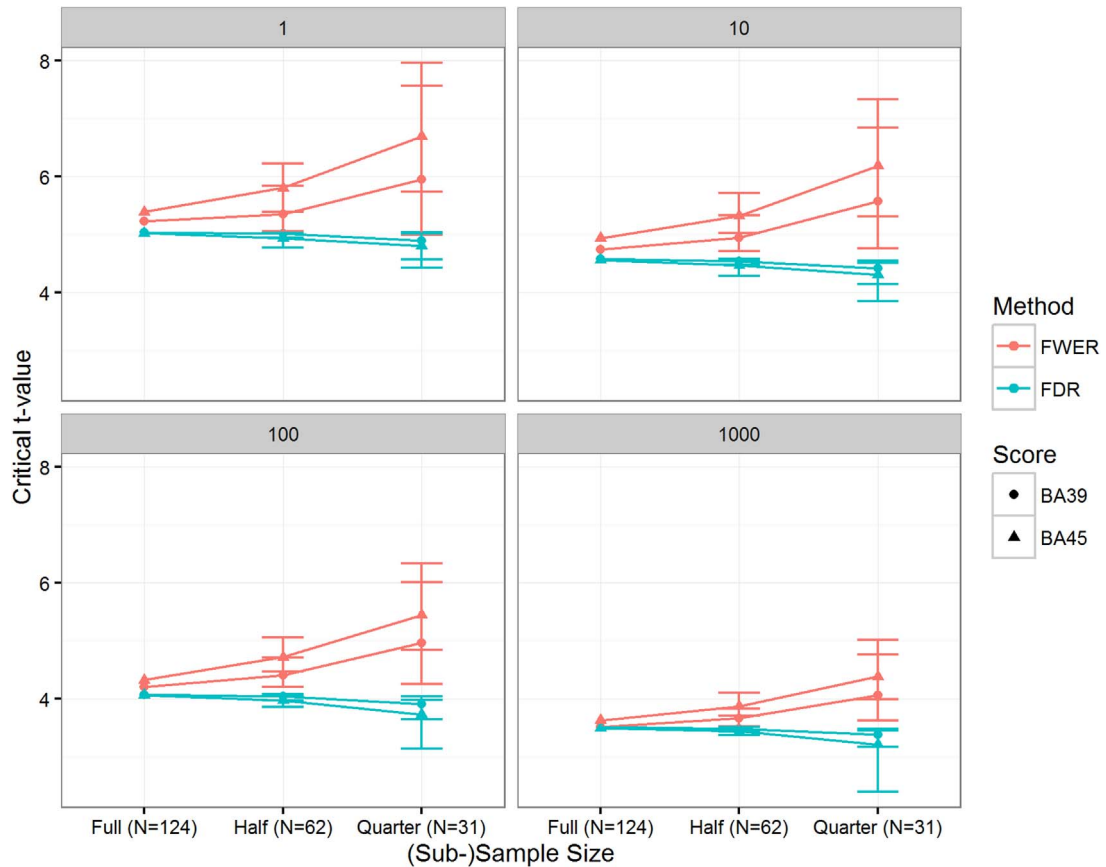 1
10
8
6
4
100
1000
8
6
4
Critical t-value
Full (N=124)
Half (N=62)
Quarter (N=31)
Full (N=124)
Half (N=62)
Quarter (N=31)
(Sub-)Sample Size
Method
FWER
FDR
Score
BA39
BA45